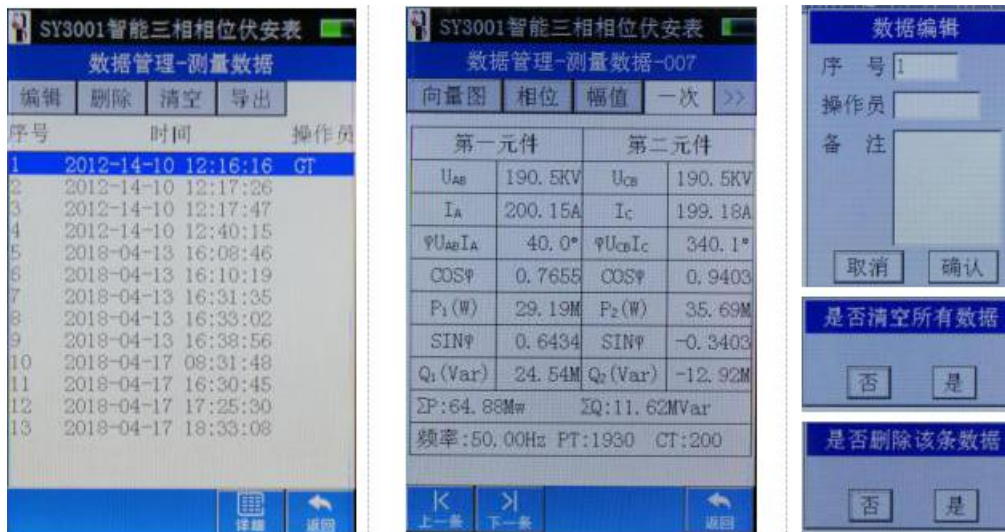 SY3001智能三相相位伏安表
数据管理-测量数据
编辑 删除 清空 导出
序号 时间 操作员
1 2012-14-10 12:16:16 GT
2 2012-14-10 12:17:26
3 2012-14-10 12:17:47
4 2012-14-10 12:40:15
5 2018-04-13 16:08:46
6 2018-04-13 16:10:19
7 2018-04-13 16:31:35
8 2018-04-13 16:33:02
9 2018-04-13 16:38:56
10 2018-04-17 08:31:48
11 2018-04-17 16:30:45
12 2018-04-17 17:25:30
13 2018-04-17 18:33:08
详细 返回
SY3001智能三相相位伏安表
数据管理-测量数据-007
向量图 相位 幅值 一次 >>
第一元件 第二元件
UAB 190.5KV UCB 190.5KV
IA 200.15A IC 199.18A
φUABIA 40.0° φUCBIC 340.1°
COSφ 0.7655 COSφ 0.9403
P1(W) 29.19M P2(W) 35.69M
SINφ 0.6434 SINφ -0.3403
Q1(Var) 24.54M Q2(Var) -12.92M
ΣP:64.88Mw ΣQ:11.62MVar
频率:50.00Hz PT:1930 CT:200
上一条 下一条 返回
数据编辑
序 号 1
操作员
备 注
取消 确认
是否清空所有数据
否 是
是否删除该条数据
否 是